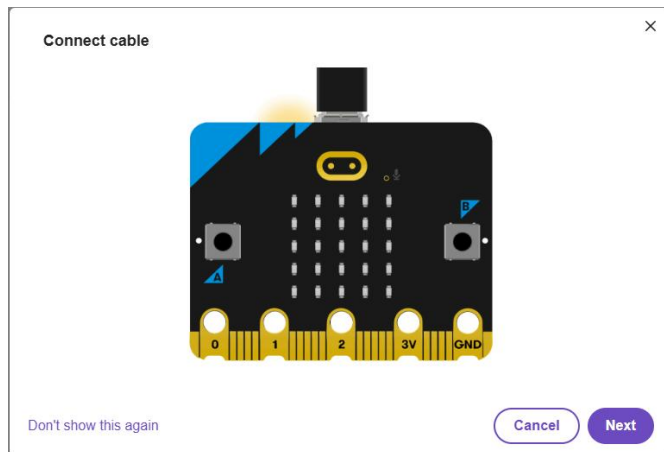 Connect cable
B
A
0 1 2 3V GND
Don't show this again
Cancel
Next